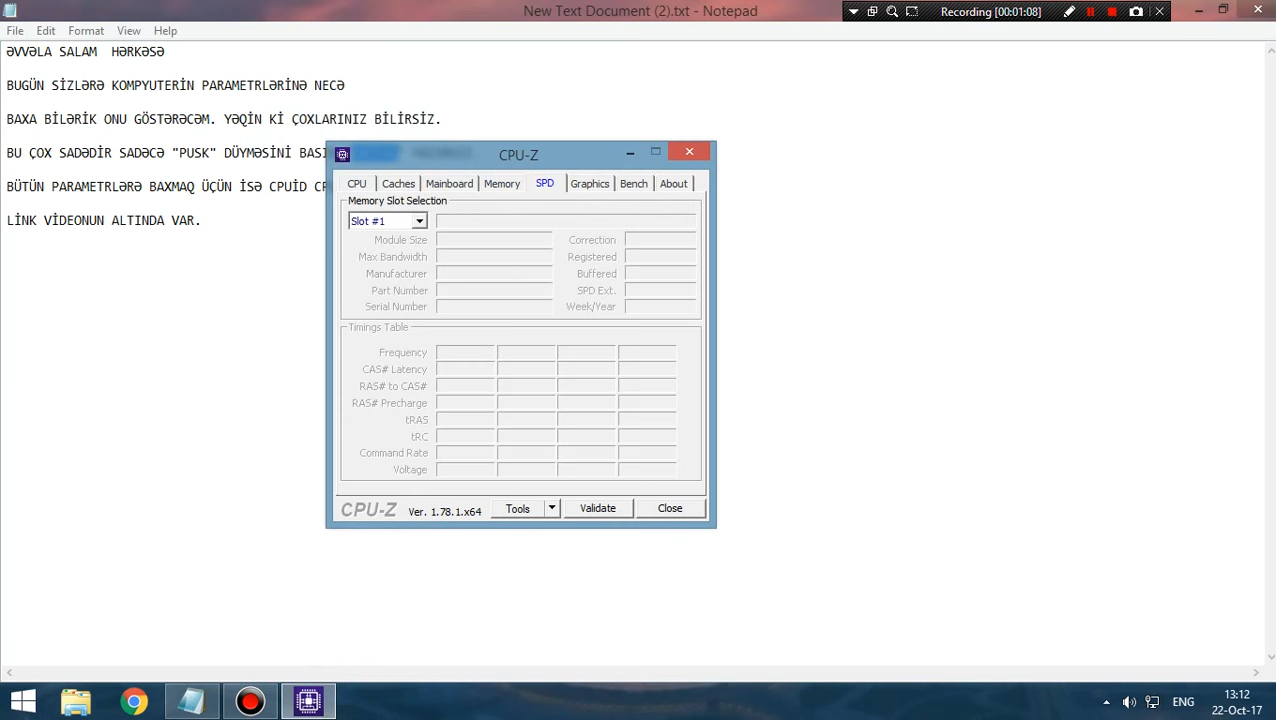 New Text Document (2).txt - Notepad
Recording [00:01:08]
File Edit Format View Help
ƏVVƏLA SALAM  HƏRKƏSƏ
BUGÜN SİZLƏRƏ KOMPYUTERİN PARAMETRLƏRİNƏ NECƏ
BAXA BİLƏRİK ONU GÖSTƏRƏCƏM. YƏQİN Kİ ÇOXLARINIZ BİLİRSİZ.
BU ÇOX SADƏDİR SADƏCƏ "PUSK" DÜYMƏSİNİ BASI
BÜTÜN PARAMETRLƏRƏ BAXMAQ ÜÇÜN İSƏ CPUİD CP
LİNK VİDEONUN ALTINDA VAR.
CPU-Z
CPU Caches Mainboard Memory SPD Graphics Bench About
Memory Slot Selection
Slot #1
Module Size Correction
Max Bandwidth Registered
Manufacturer Buffered
Part Number SPD Ext.
Serial Number Week/Year
Timings Table
Frequency
CAS# Latency
RAS# to CAS#
RAS# Precharge
tRAS
tRC
Command Rate
Voltage
CPU-Z Ver. 1.78.1.x64 Tools Validate Close
ENG
13:12
22-Oct-17